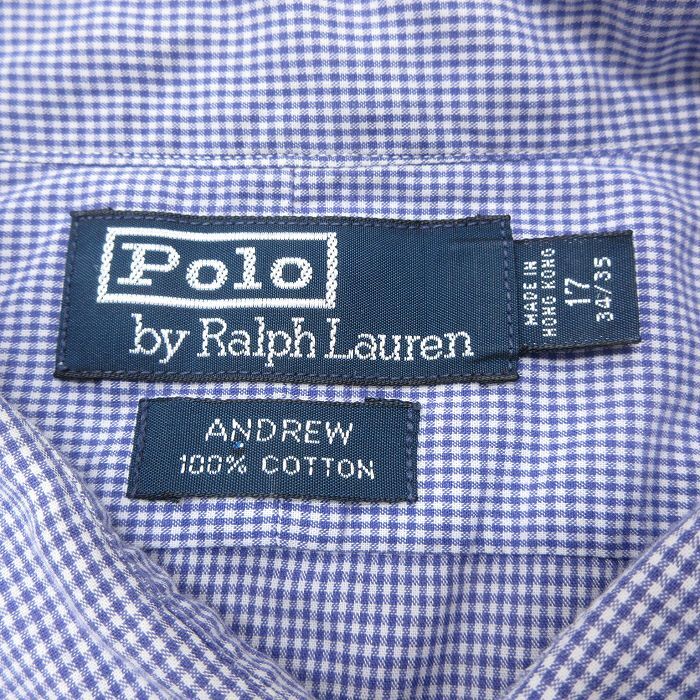 Polo
by Ralph Lauren
MADE IN
HONG KONG
17
34/35
ANDREW
100% COTTON